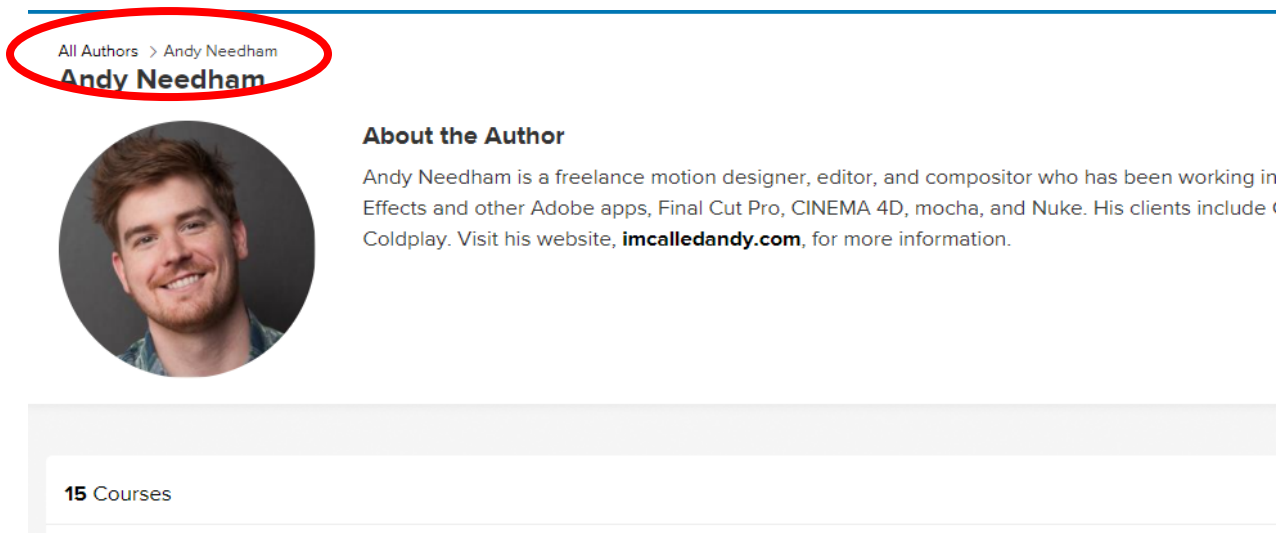 All Authors > Andy Needham
Andy Needham
About the Author
Andy Needham is a freelance motion designer, editor, and compositor who has been working in
Effects and other Adobe apps, Final Cut Pro, CINEMA 4D, mocha, and Nuke. His clients include
Coldplay. Visit his website, imcalledandy.com, for more information.
15 Courses